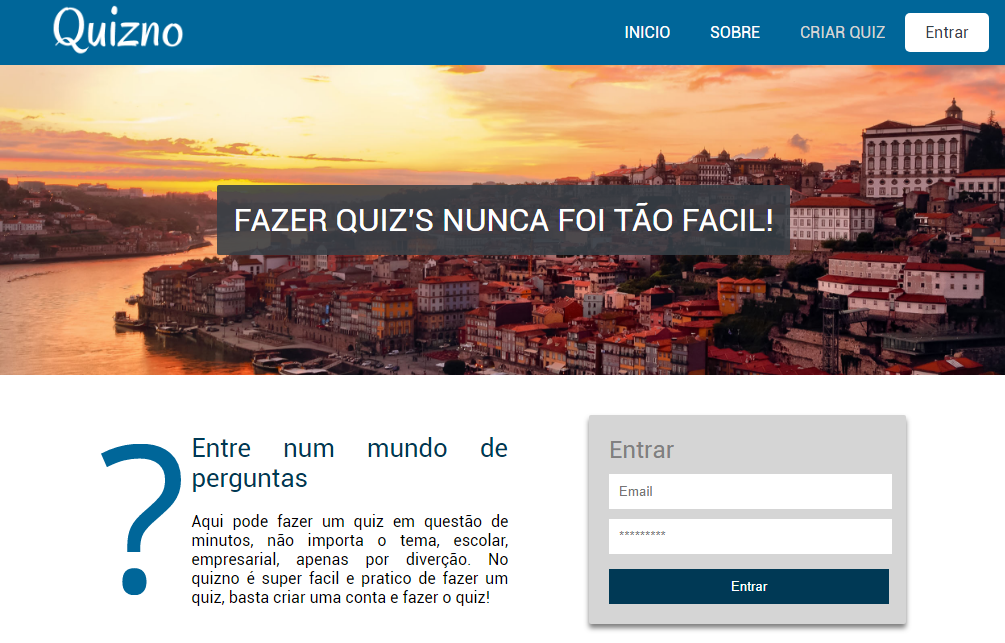 Quizno
INICIO SOBRE CRIAR QUIZ Entrar
FAZER QUIZ'S NUNCA FOI TÃO FACIL!
?
Entre num mundo de
perguntas
Aqui pode fazer um quiz em questão de
minutos, não importa o tema, escolar,
empresarial, apenas por diverção. No
quizno é super facil e pratico de fazer um
quiz, basta criar uma conta e fazer o quiz!
Entrar
Email
*********
Entrar